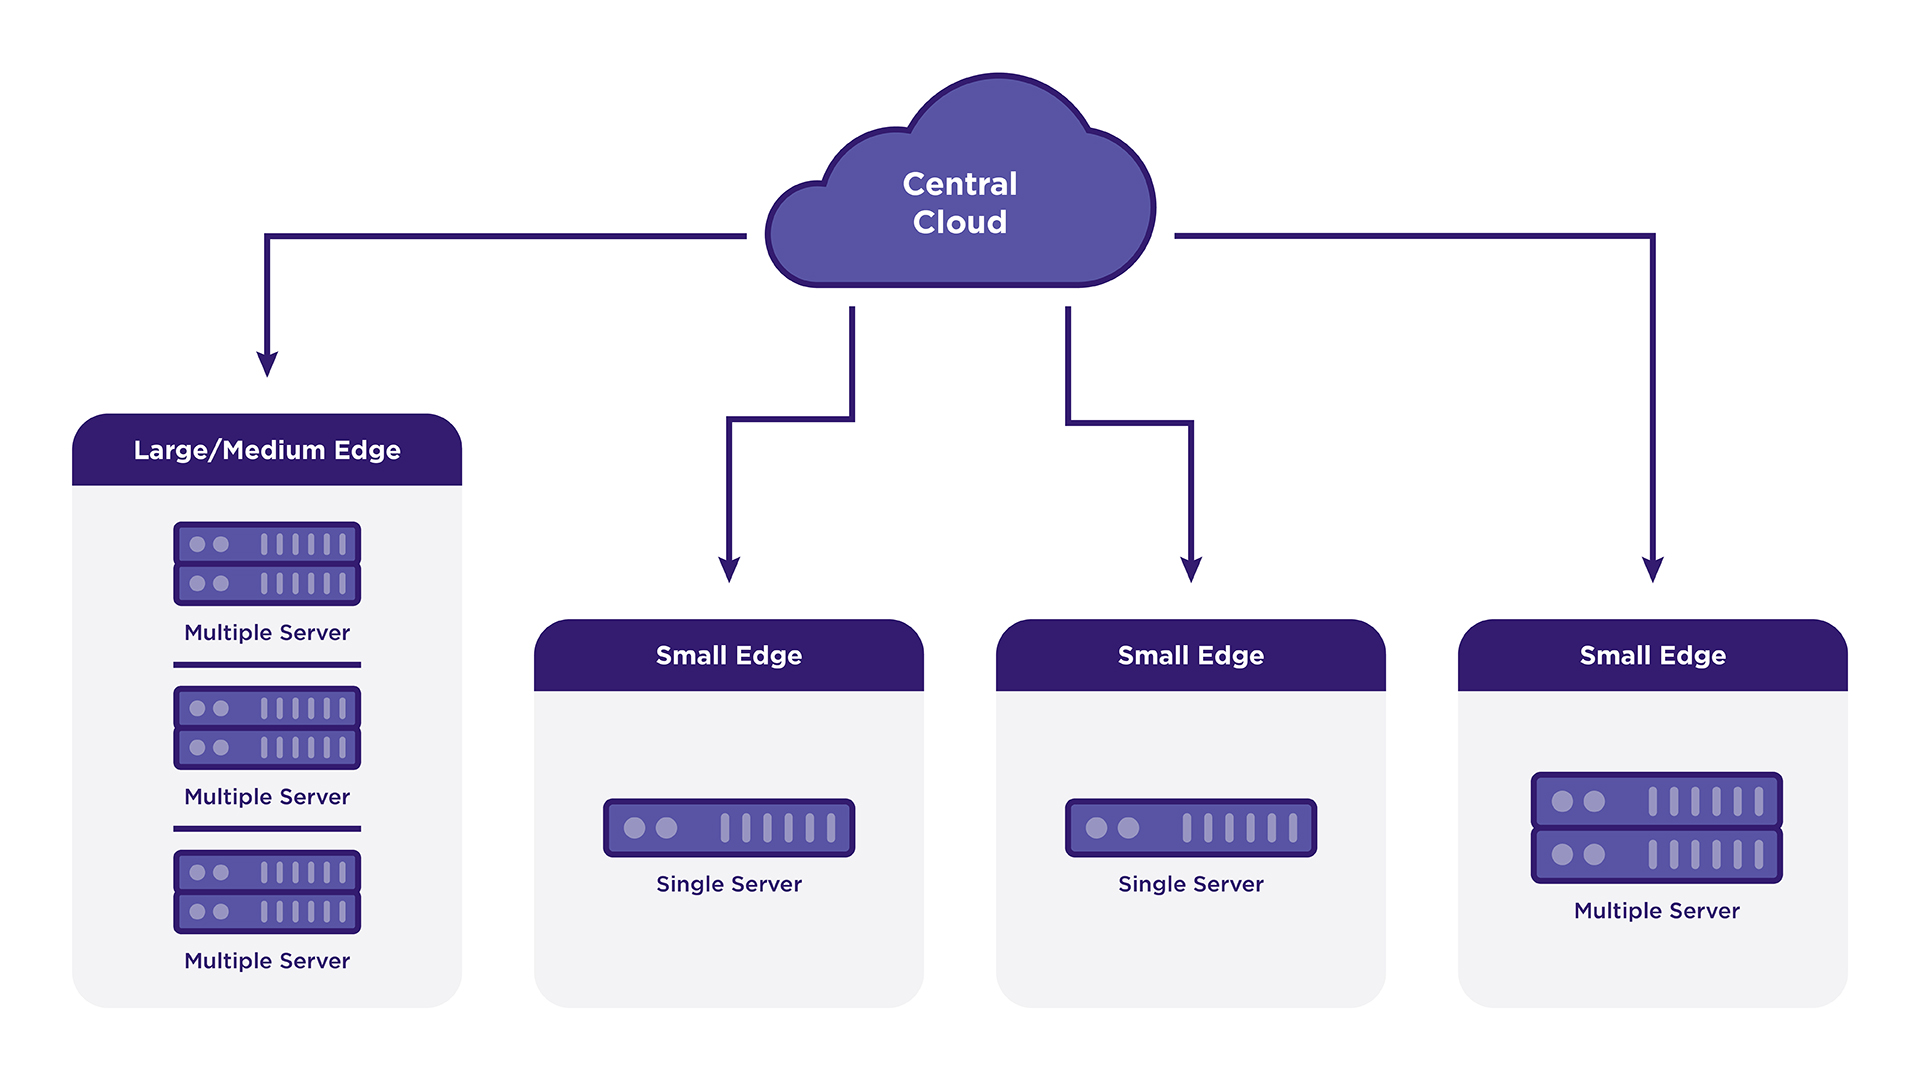 Central
Cloud
Large/Medium Edge
Multiple Server
Multiple Server
Multiple Server
Small Edge
Single Server
Small Edge
Single Server
Small Edge
Multiple Server